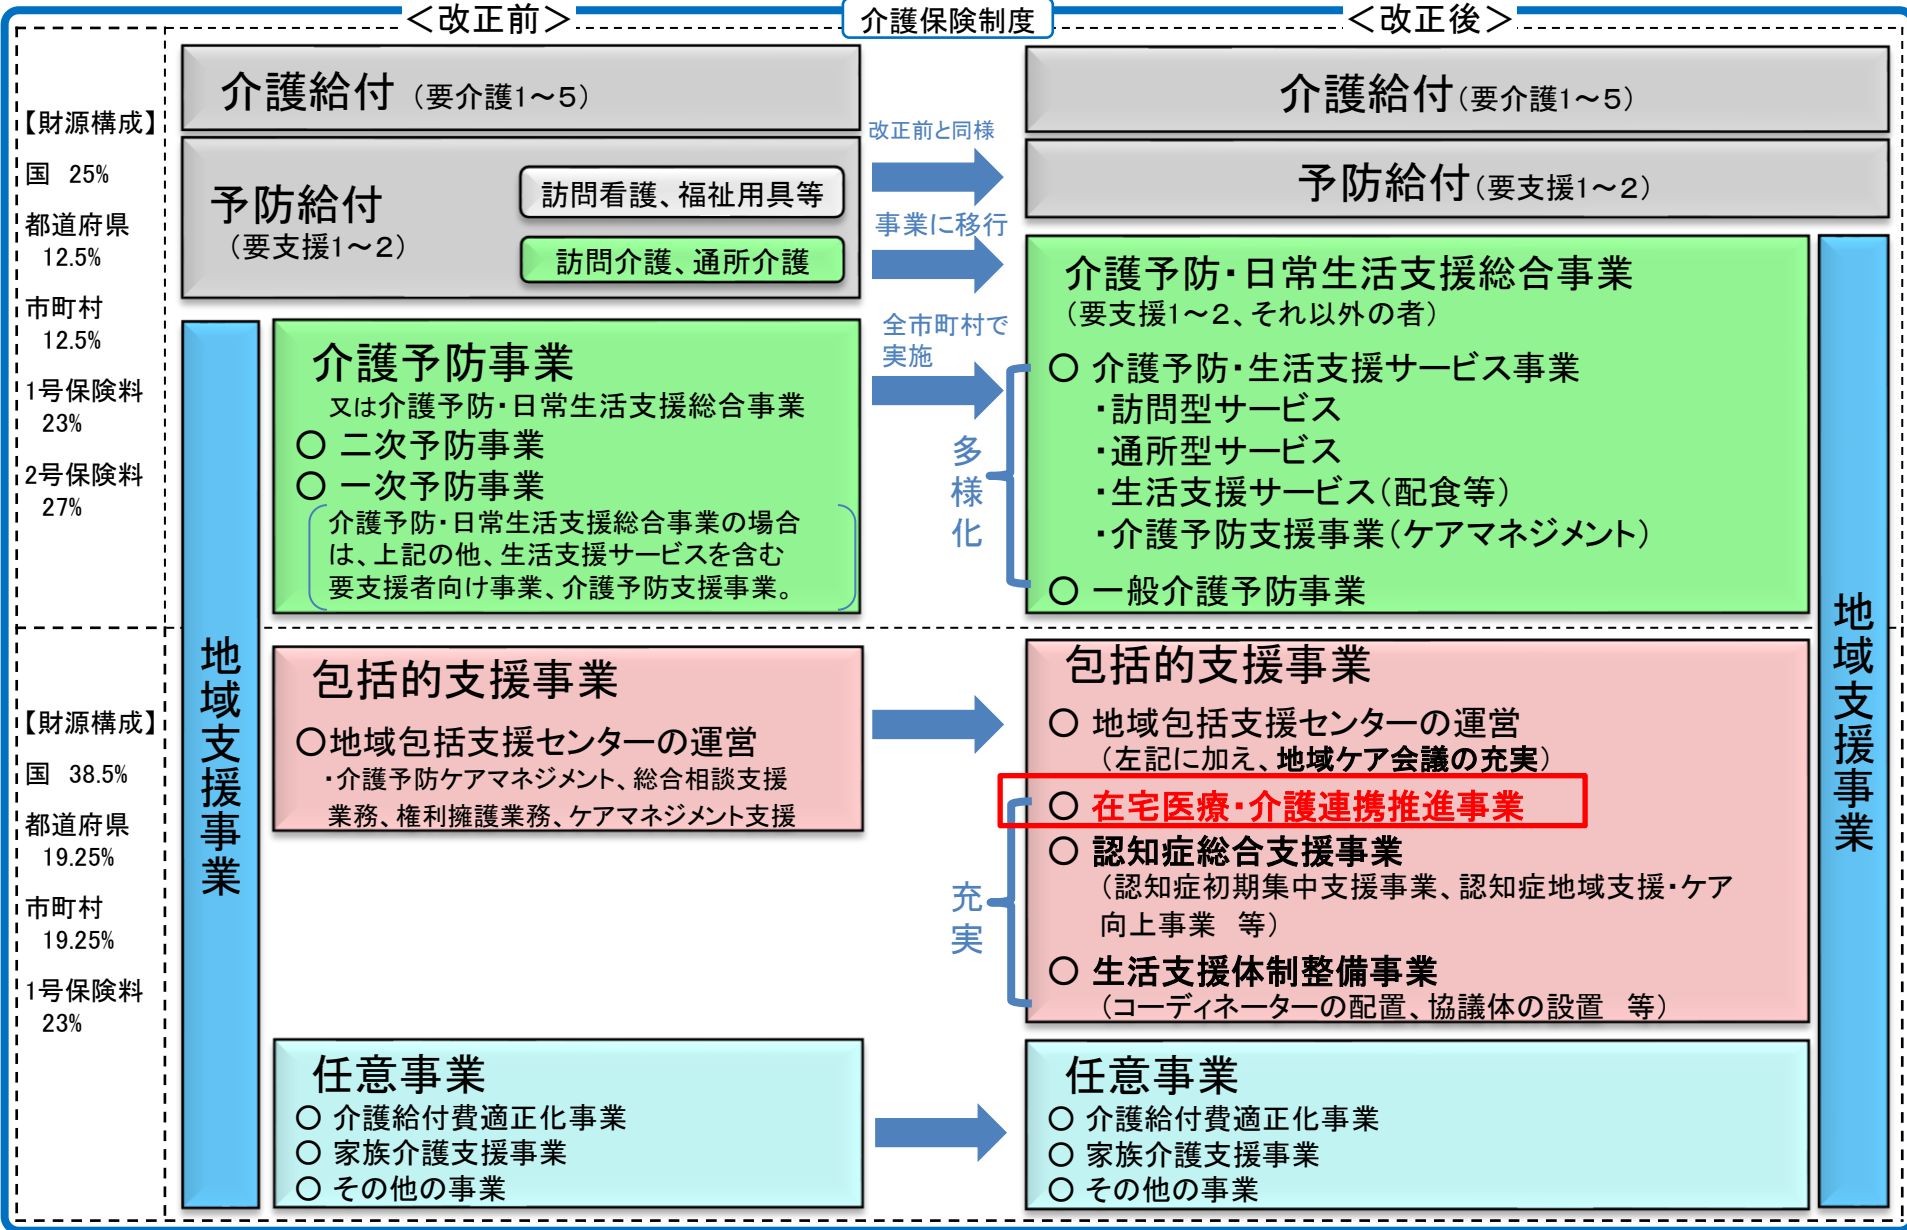 ＜改正前＞
介護保険制度
＜改正後＞
【財源構成】
国 25%
都道府県
12.5%
市町村
12.5%
1号保険料
23%
2号保険料
27%
介護給付 （要介護1～5）
予防給付
（要支援1～2）
訪問看護、福祉用具等
訪問介護、通所介護
改正前と同様
事業に移行
全市町村で
実施
多様化
介護予防事業
又は介護予防・日常生活支援総合事業
○ 二次予防事業
○ 一次予防事業
介護予防・日常生活支援総合事業の場合
は、上記の他、生活支援サービスを含む
要支援者向け事業、介護予防支援事業。
介護給付（要介護1～5）
予防給付（要支援1～2）
介護予防・日常生活支援総合事業
（要支援1～2、それ以外の者）
○ 介護予防・生活支援サービス事業
・訪問型サービス
・通所型サービス
・生活支援サービス（配食等）
・介護予防支援事業（ケアマネジメント）
○ 一般介護予防事業
【財源構成】
国 38.5%
都道府県
19.25%
市町村
19.25%
1号保険料
23%
地域支援事業
包括的支援事業
○地域包括支援センターの運営
・介護予防ケアマネジメント、総合相談支援
業務、権利擁護業務、ケアマネジメント支援
充実
包括的支援事業
○ 地域包括支援センターの運営
（左記に加え、地域ケア会議の充実）
○ 在宅医療・介護連携推進事業
○ 認知症総合支援事業
（認知症初期集中支援事業、認知症地域支援・ケア
向上事業 等）
○ 生活支援体制整備事業
（コーディネーターの配置、協議体の設置 等）
地域支援事業
任意事業
○ 介護給付費適正化事業
○ 家族介護支援事業
○ その他の事業
任意事業
○ 介護給付費適正化事業
○ 家族介護支援事業
○ その他の事業